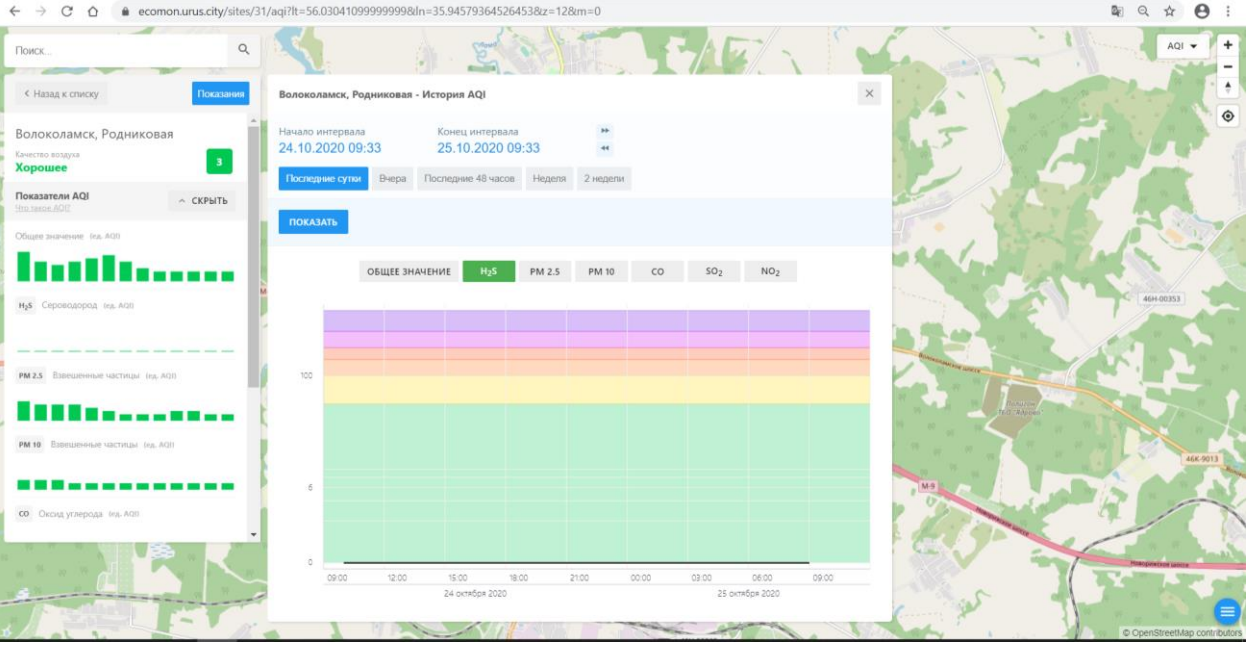 ecomon.urus.city/sites/31/aqi?lt=56.03041099999999&ln=35.94579364526453&z=12&m=0
Поиск...
AQI
Назад к списку
Показания
Волоколамск, Родниковая
Качество воздуха
Хорошее
3
Показатели AQI
Что такое AQI?
СКРЫТЬ
Общее значение (ед. AQI)
H₂S Сероводород (ед. AQI)
PM 2.5 Взвешенные частицы (ед. AQI)
PM 10 Взвешенные частицы (ед. AQI)
CO Оксид углерода (ед. AQI)
Волоколамск, Родниковая - История AQI
Начало интервала
24.10.2020 09:33
Конец интервала
25.10.2020 09:33
Последние сутки Вчера Последние 48 часов Неделя 2 недели
ПОКАЗАТЬ
ОБЩЕЕ ЗНАЧЕНИЕ H₂S PM 2.5 PM 10 CO SO₂ NO₂
100
0
09:00 12:00 15:00 18:00 21:00 00:00 03:00 06:00 09:00
24 октября 2020 25 октября 2020
46Н-00353
Волоколамское шоссе
46К-9013
М-9
Новорижское шоссе
Новорижское шоссе
© OpenStreetMap contributors